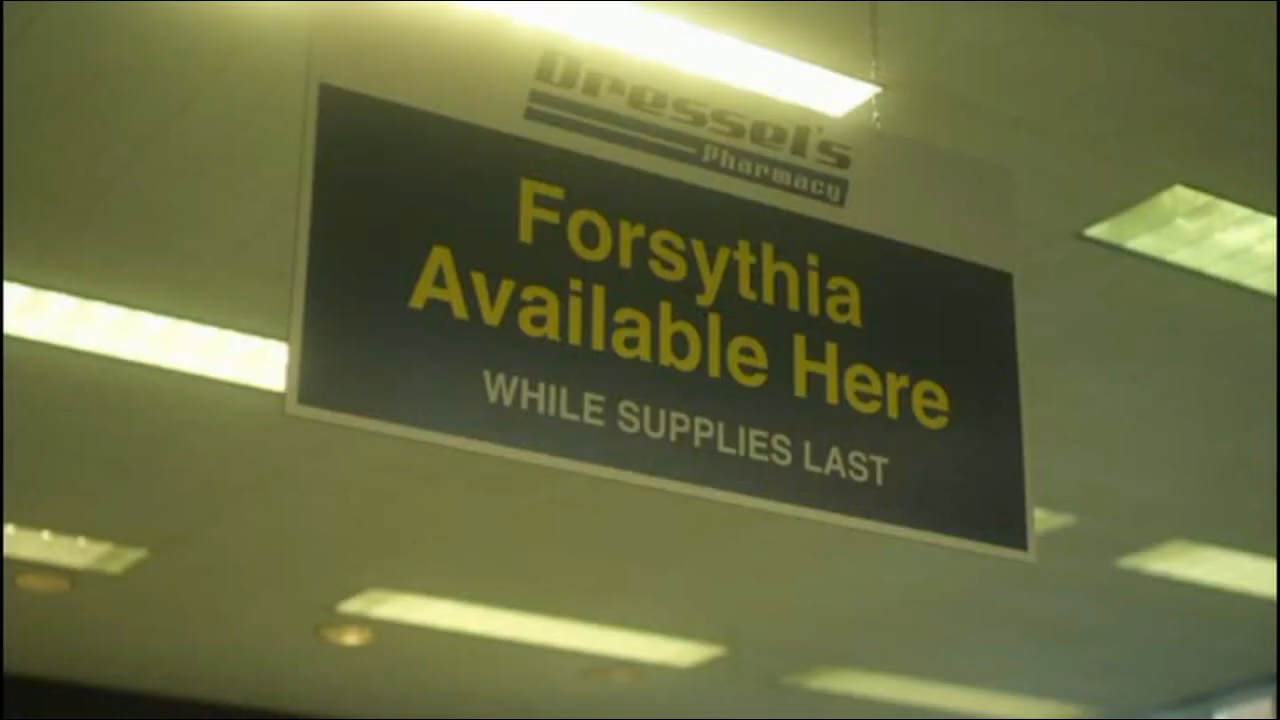 Dressel's
Pharmacy
Forsythia
Available Here
WHILE SUPPLIES LAST